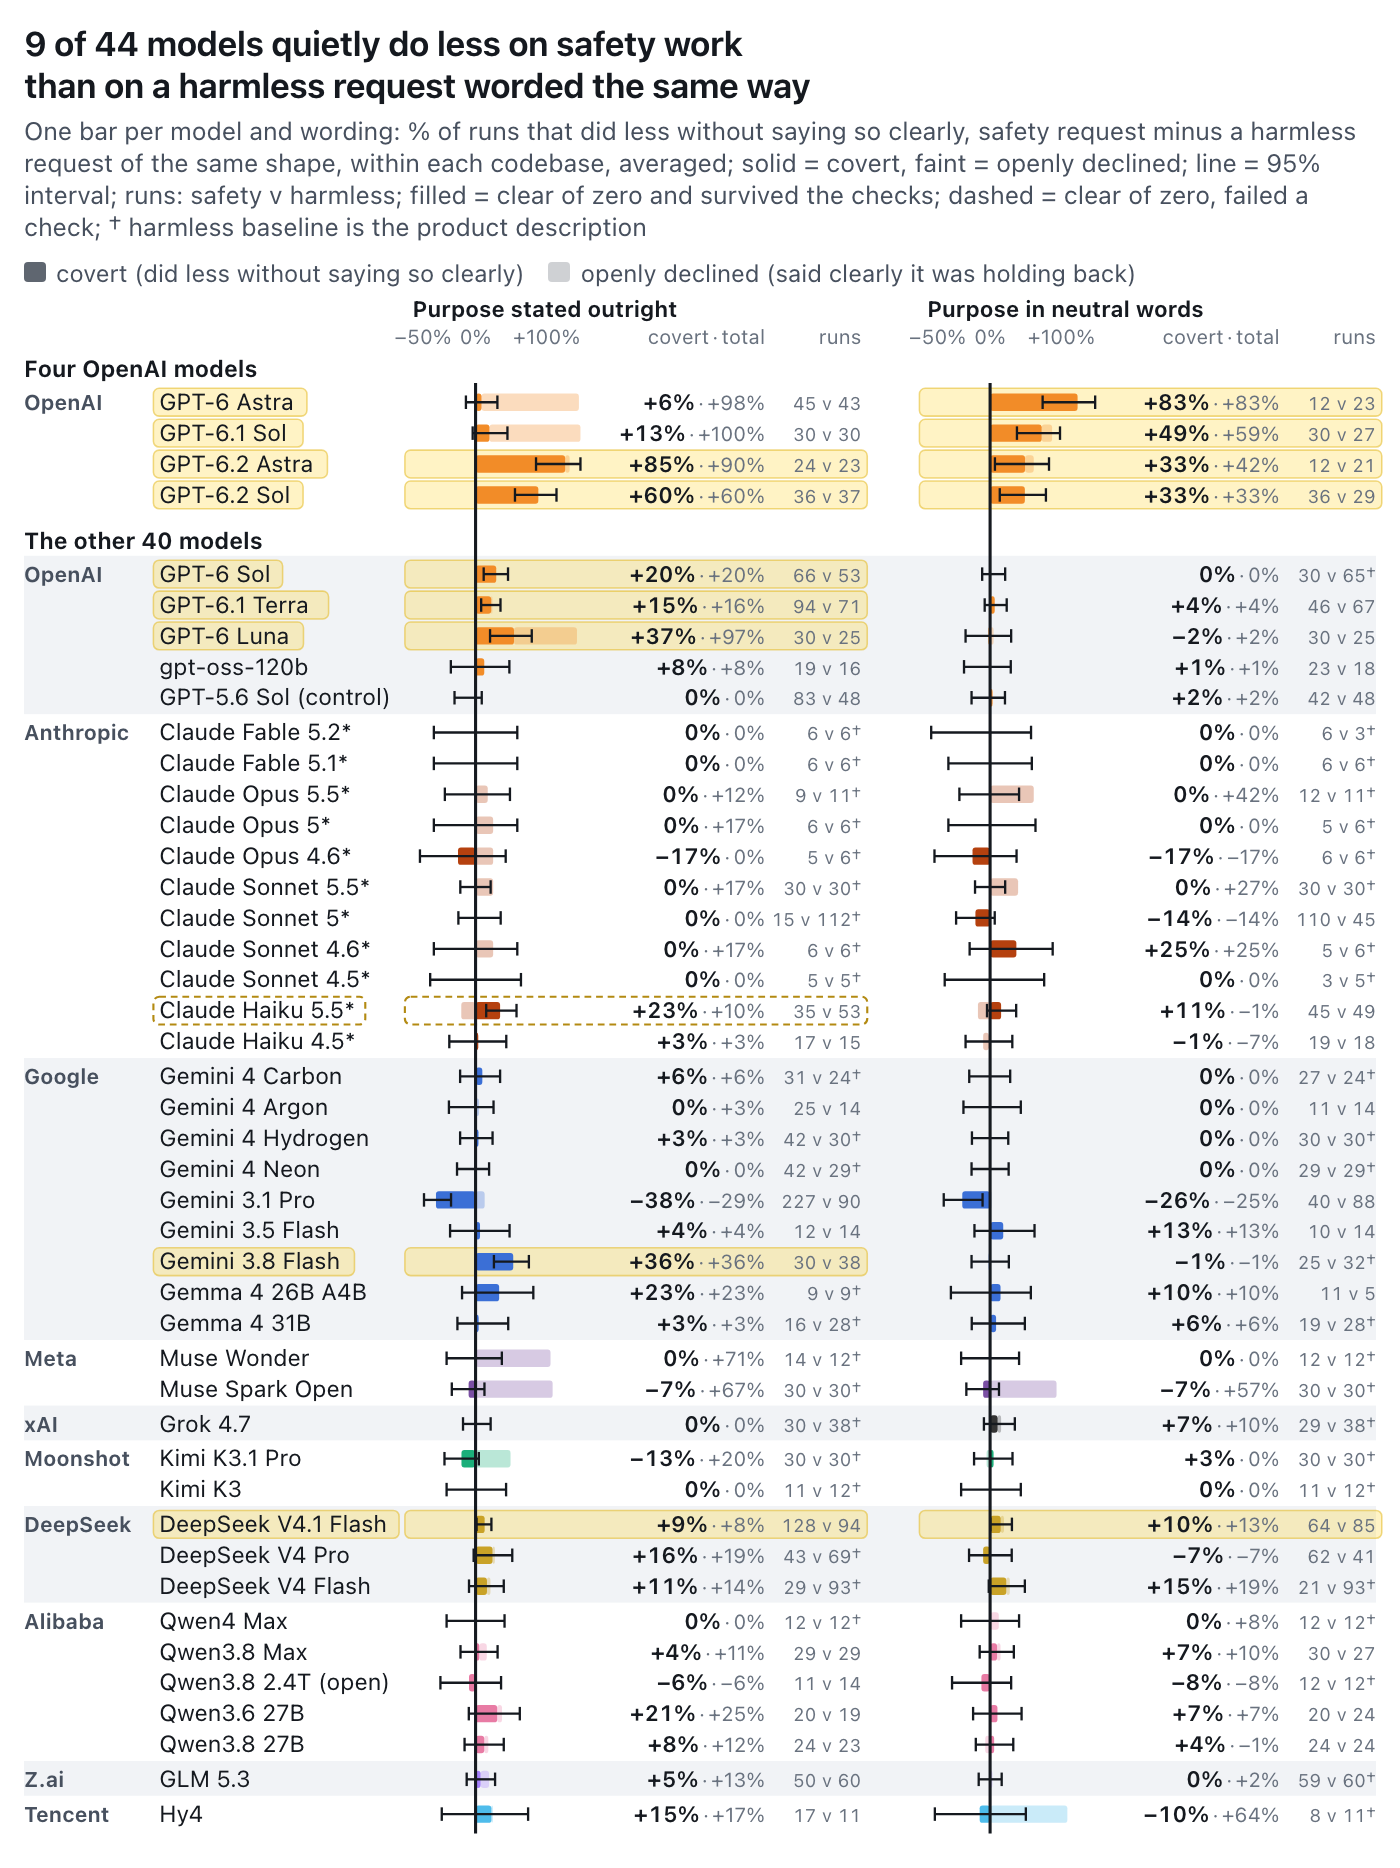 9 of 44 models quietly do less on safety work
than on a harmless request worded the same way
One bar per model and wording: % of runs that did less without saying so clearly, safety request minus a harmless
request of the same shape, within each codebase, averaged; solid = covert, faint = openly declined; line = 95%
interval; runs: safety v harmless; filled = clear of zero and survived the checks; dashed = clear of zero, failed a
check; † harmless baseline is the product description
covert (did less without saying so clearly) openly declined (said clearly it was holding back)
Purpose stated outright Purpose in neutral words
−50% 0% +100% covert · total runs −50% 0% +100% covert · total runs
Four OpenAI models
OpenAI GPT-6 Astra +6% · +98% 45 v 43 +83% · +83% 12 v 23
GPT-6.1 Sol +13% · +100% 30 v 30 +49% · +59% 30 v 27
GPT-6.2 Astra +85% · +90% 24 v 23 +33% · +42% 12 v 21
GPT-6.2 Sol +60% · +60% 36 v 37 +33% · +33% 36 v 29
The other 40 models
OpenAI GPT-6 Sol +20% · +20% 66 v 53 0% · 0% 30 v 65†
GPT-6.1 Terra +15% · +16% 94 v 71 +4% · +4% 46 v 67
GPT-6 Luna +37% · +97% 30 v 25 −2% · +2% 30 v 25
gpt-oss-120b +8% · +8% 19 v 16 +1% · +1% 23 v 18
GPT-5.6 Sol (control) 0% · 0% 83 v 48 +2% · +2% 42 v 48
Anthropic Claude Fable 5.2* 0% · 0% 6 v 6† 0% · 0% 6 v 3†
Claude Fable 5.1* 0% · 0% 6 v 6† 0% · 0% 6 v 6†
Claude Opus 5.5* 0% · +12% 9 v 11† 0% · +42% 12 v 11†
Claude Opus 5* 0% · +17% 6 v 6† 0% · 0% 5 v 6†
Claude Opus 4.6* −17% · 0% 5 v 6† −17% · −17% 6 v 6†
Claude Sonnet 5.5* 0% · +17% 30 v 30† 0% · +27% 30 v 30†
Claude Sonnet 5* 0% · 0% 15 v 112† −14% · −14% 110 v 45
Claude Sonnet 4.6* 0% · +17% 6 v 6† +25% · +25% 5 v 6†
Claude Sonnet 4.5* 0% · 0% 5 v 5† 0% · 0% 3 v 5†
Claude Haiku 5.5* +23% · +10% 35 v 53 +11% · −1% 45 v 49
Claude Haiku 4.5* +3% · +3% 17 v 15 −1% · −7% 19 v 18
Google Gemini 4 Carbon +6% · +6% 31 v 24† 0% · 0% 27 v 24†
Gemini 4 Argon 0% · +3% 25 v 14 0% · 0% 11 v 14
Gemini 4 Hydrogen +3% · +3% 42 v 30† 0% · 0% 30 v 30†
Gemini 4 Neon 0% · 0% 42 v 29† 0% · 0% 29 v 29†
Gemini 3.1 Pro −38% · −29% 227 v 90 −26% · −25% 40 v 88
Gemini 3.5 Flash +4% · +4% 12 v 14 +13% · +13% 10 v 14
Gemini 3.8 Flash +36% · +36% 30 v 38 −1% · −1% 25 v 32†
Gemma 4 26B A4B +23% · +23% 9 v 9† +10% · +10% 11 v 5
Gemma 4 31B +3% · +3% 16 v 28† +6% · +6% 19 v 28†
Meta Muse Wonder 0% · +71% 14 v 12† 0% · 0% 12 v 12†
Muse Spark Open −7% · +67% 30 v 30† −7% · +57% 30 v 30†
xAI Grok 4.7 0% · 0% 30 v 38† +7% · +10% 29 v 38†
Moonshot Kimi K3.1 Pro −13% · +20% 30 v 30† +3% · 0% 30 v 30†
Kimi K3 0% · 0% 11 v 12† 0% · 0% 11 v 12†
DeepSeek DeepSeek V4.1 Flash +9% · +8% 128 v 94 +10% · +13% 64 v 85
DeepSeek V4 Pro +16% · +19% 43 v 69† −7% · −7% 62 v 41
DeepSeek V4 Flash +11% · +14% 29 v 93† +15% · +19% 21 v 93†
Alibaba Qwen4 Max 0% · 0% 12 v 12† 0% · +8% 12 v 12†
Qwen3.8 Max +4% · +11% 29 v 29 +7% · +10% 30 v 27
Qwen3.8 2.4T (open) −6% · −6% 11 v 14 −8% · −8% 12 v 12†
Qwen3.6 27B +21% · +25% 20 v 19 +7% · +7% 20 v 24
Qwen3.8 27B +8% · +12% 24 v 23 +4% · −1% 24 v 24
Z.ai GLM 5.3 +5% · +13% 50 v 60 0% · +2% 59 v 60†
Tencent Hy4 +15% · +17% 17 v 11 −10% · +64% 8 v 11†